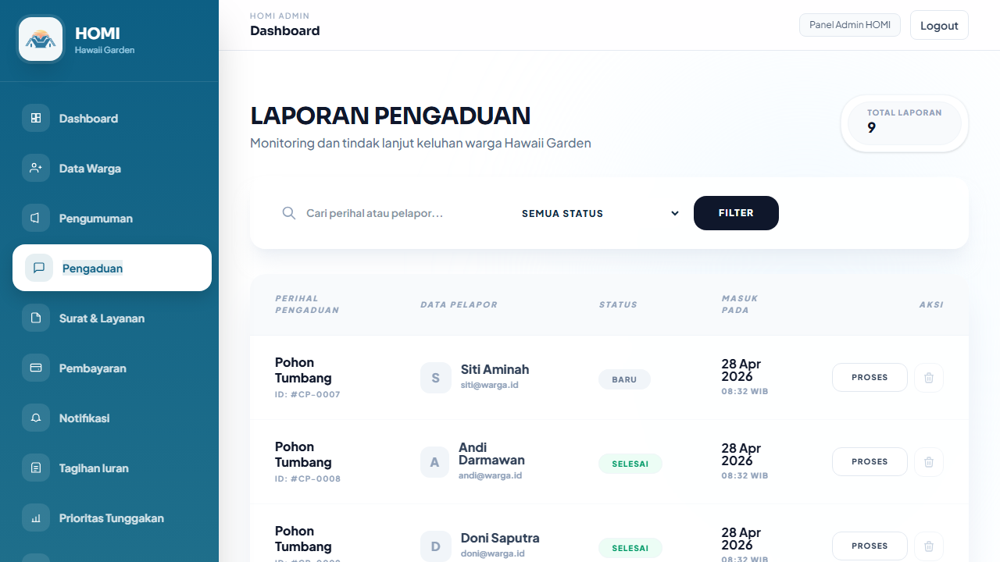 HOMI
Hawaii Garden
Dashboard
Data Warga
Pengumuman
Pengaduan
Surat & Layanan
Pembayaran
Notifikasi
Tagihan Iuran
Prioritas Tunggakan
HOMI ADMIN
Dashboard
Panel Admin HOMI
Logout
LAPORAN PENGADUAN
Monitoring dan tindak lanjut keluhan warga Hawaii Garden
TOTAL LAPORAN
9
Cari perihal atau pelapor...
SEMUA STATUS
FILTER
PERIHAL
PENGADUAN
DATA PELAPOR
STATUS
MASUK
PADA
AKSI
Pohon
Tumbang
ID: #CP-0007
S
Siti Aminah
siti@warga.id
BARU
28 Apr
2026
08:32 WIB
PROSES
Pohon
Tumbang
ID: #CP-0008
A
Andi
Darmawan
andi@warga.id
SELESAI
28 Apr
2026
08:32 WIB
PROSES
Pohon
Tumbang
D
Doni Saputra
doni@warga.id
SELESAI
28 Apr
2026
08:32 WIB
PROSES